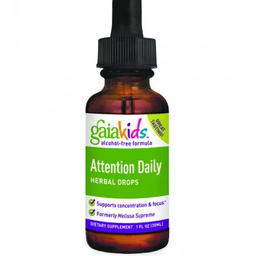 gaiakids
alcohol-free formula
Attention Daily
HERBAL DROPS
Supports concentration & focus*
Formerly Melissa Supreme
DIETARY SUPPLEMENT 1 FL OZ (30ML)